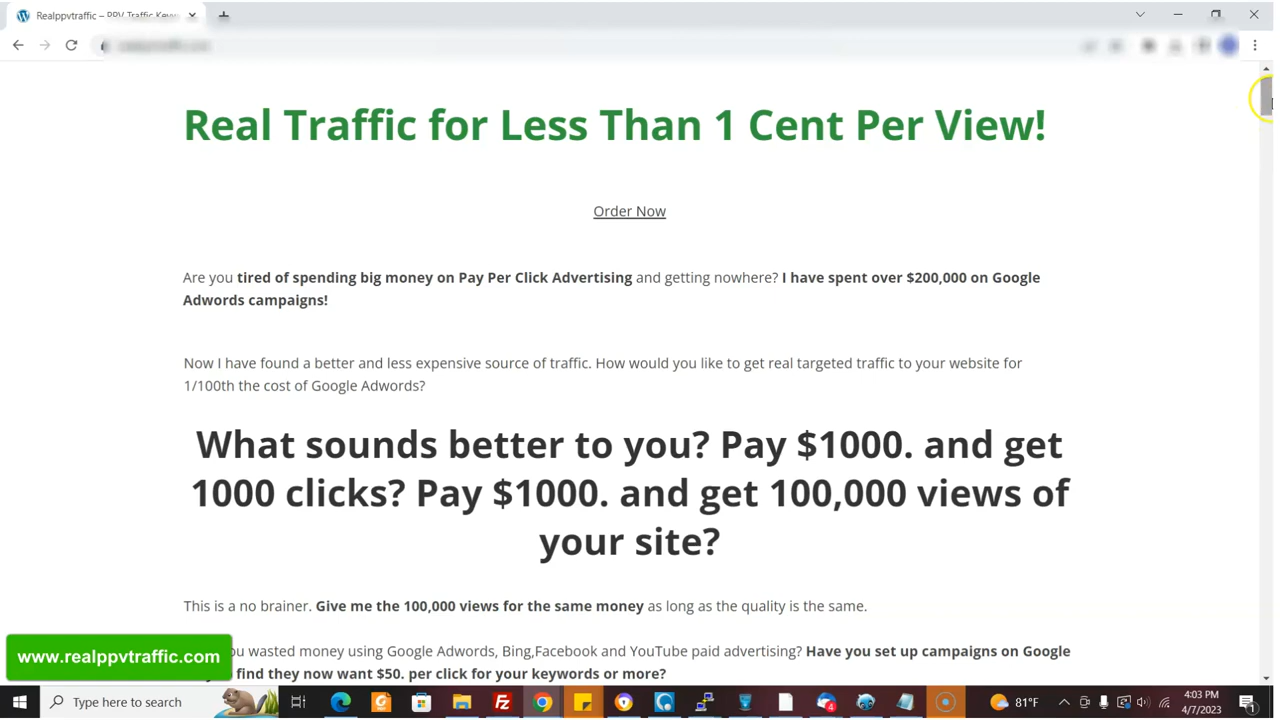 Realppvtraffic – PPV Traffic Keyw
Real Traffic for Less Than 1 Cent Per View!
Order Now
Are you tired of spending big money on Pay Per Click Advertising and getting nowhere? I have spent over $200,000 on Google
Adwords campaigns!
Now I have found a better and less expensive source of traffic. How would you like to get real targeted traffic to your website for
1/100th the cost of Google Adwords?
What sounds better to you? Pay $1000. and get
1000 clicks? Pay $1000. and get 100,000 views of
your site?
This is a no brainer. Give me the 100,000 views for the same money as long as the quality is the same.
ou wasted money using Google Adwords, Bing,Facebook and YouTube paid advertising? Have you set up campaigns on Google
find they now want $50. per click for your keywords or more?
www.realppvtraffic.com
Type here to search
4
81°F
4:03 PM
4/7/2023
1